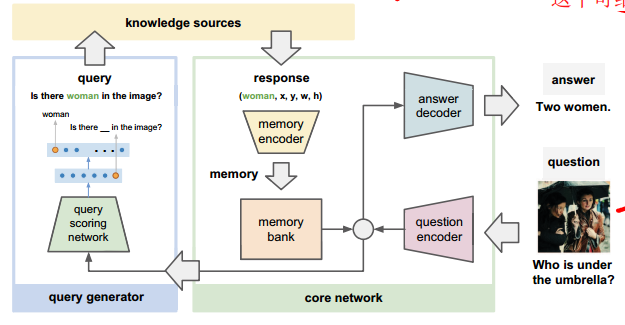 knowledge sources
query
Is there woman in the image?
woman
Is there __ in the image?
query
scoring
network
query generator
response
(woman, x, y, w, h)
memory
encoder
memory
memory
bank
answer
decoder
question
encoder
core network
answer
Two women.
question
Who is under
the umbrella?